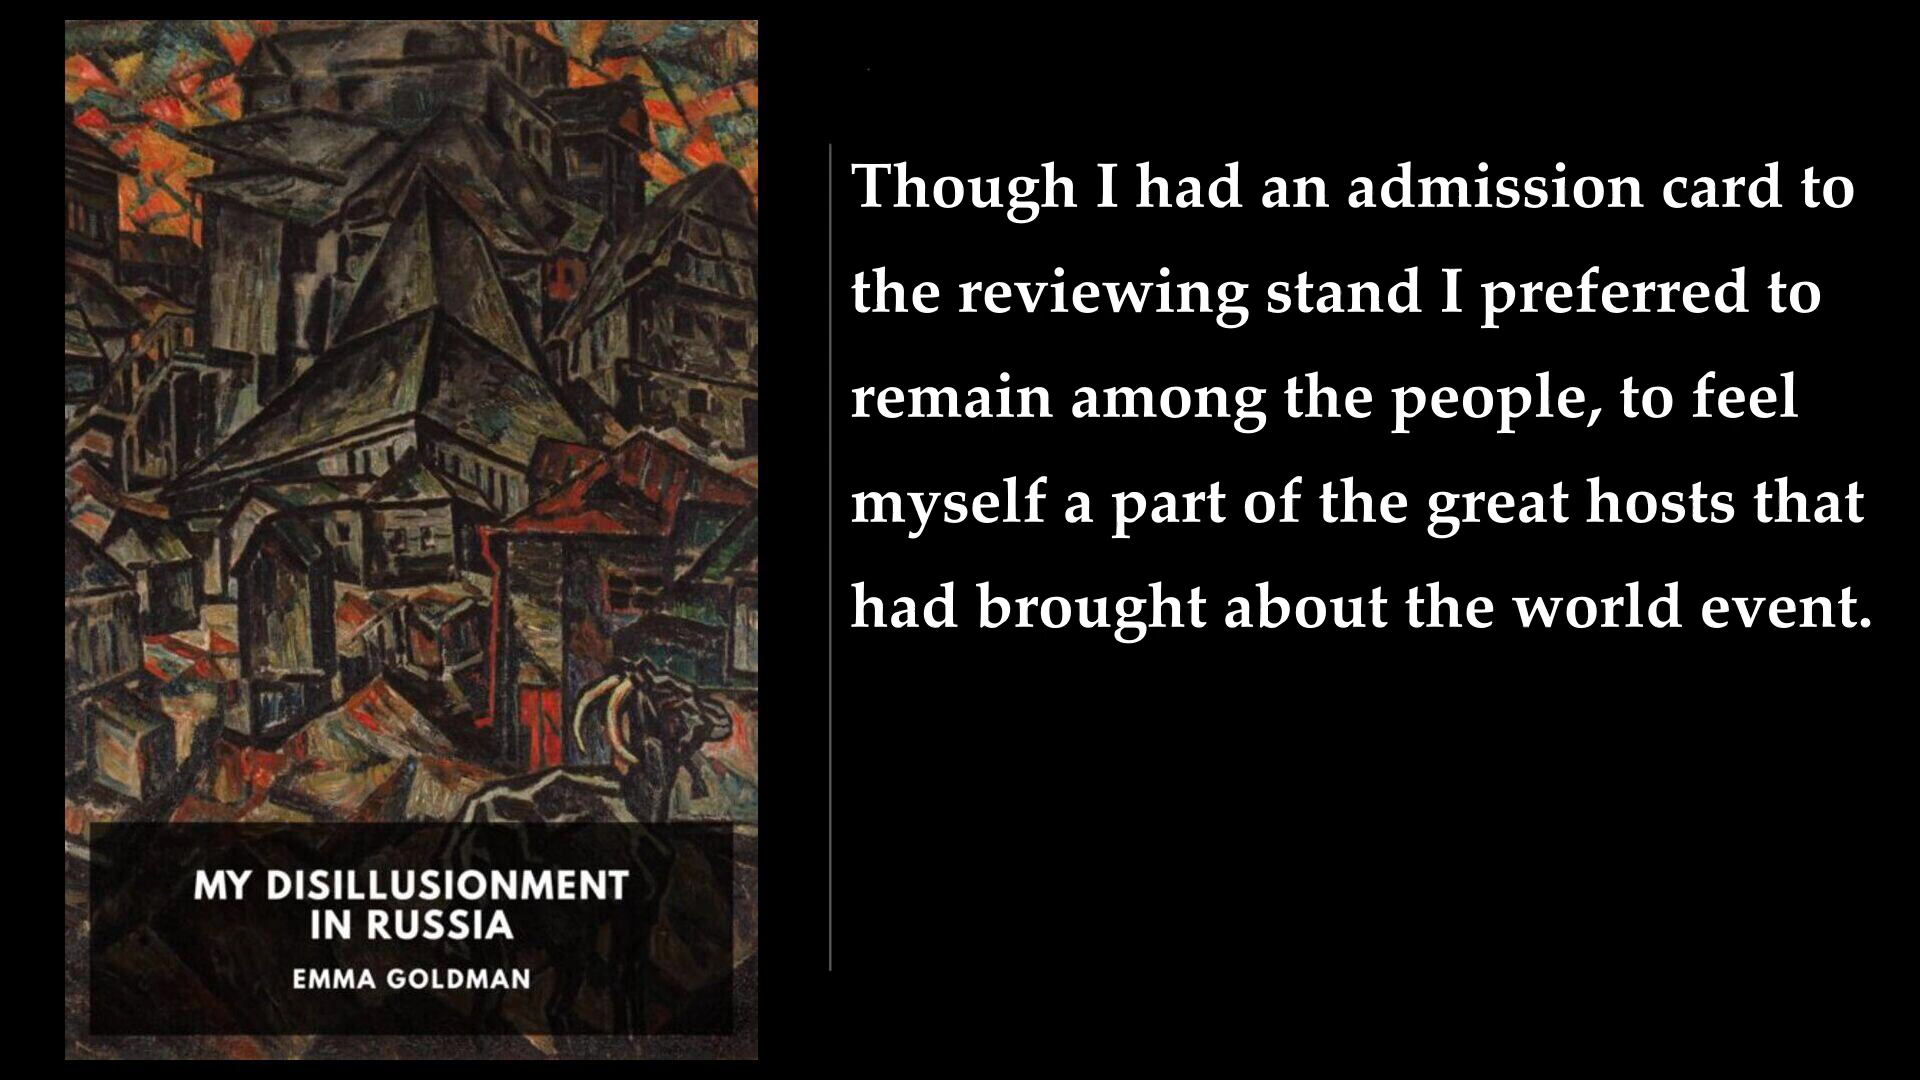 MY DISILLUSIONMENT
IN RUSSIA
EMMA GOLDMAN
Though I had an admission card to
the reviewing stand I preferred to
remain among the people, to feel
myself a part of the great hosts that
had brought about the world event.